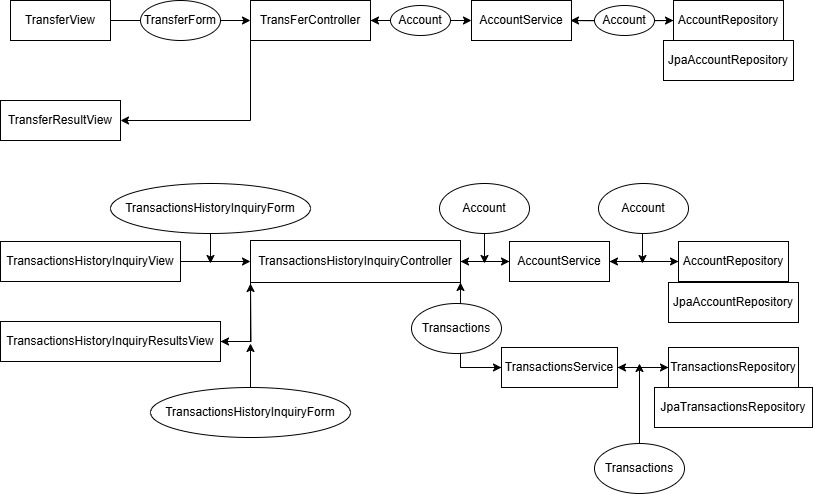 TransferView
TransferForm
TransFerController
Account
AccountService
Account
AccountRepository
JpaAccountRepository
TransferResultView
TransactionsHistoryInquiryForm
Account
Account
TransactionsHistoryInquiryView
TransactionsHistoryInquiryController
AccountService
AccountRepository
JpaAccountRepository
Transactions
TransactionsHistoryInquiryResultsView
TransactionsService
TransactionsRepository
JpaTransactionsRepository
TransactionsHistoryInquiryForm
Transactions